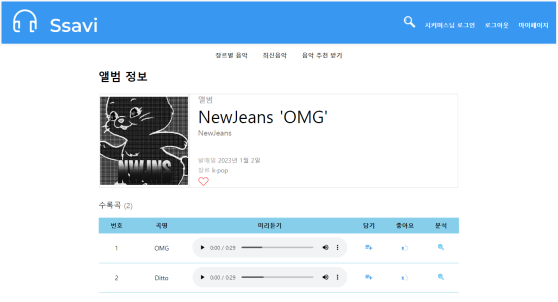 Ssavi
시커머스님 로그인 로그아웃 마이페이지
장르별 음악 최신음악 음악 추천 받기
앨범 정보
앨범
NewJeans 'OMG'
NewJeans
발매일 2023년 1월 2일
장르 k-pop
NWJNS
수록곡 (2)
번호 곡명 미리듣기 담기 좋아요 분석
1 OMG 0:00 / 0:29
2 Ditto 0:00 / 0:29